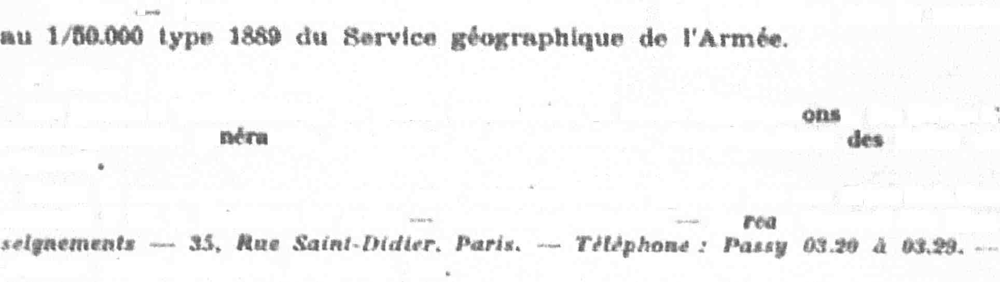 au 1/50.000 type 1889 du Service géographique de l'Armée.
ons
néra
des
rea
seignements — 35, Rue Saint-Didier, Paris. — Téléphone : Passy 03.20 à 03.29. —